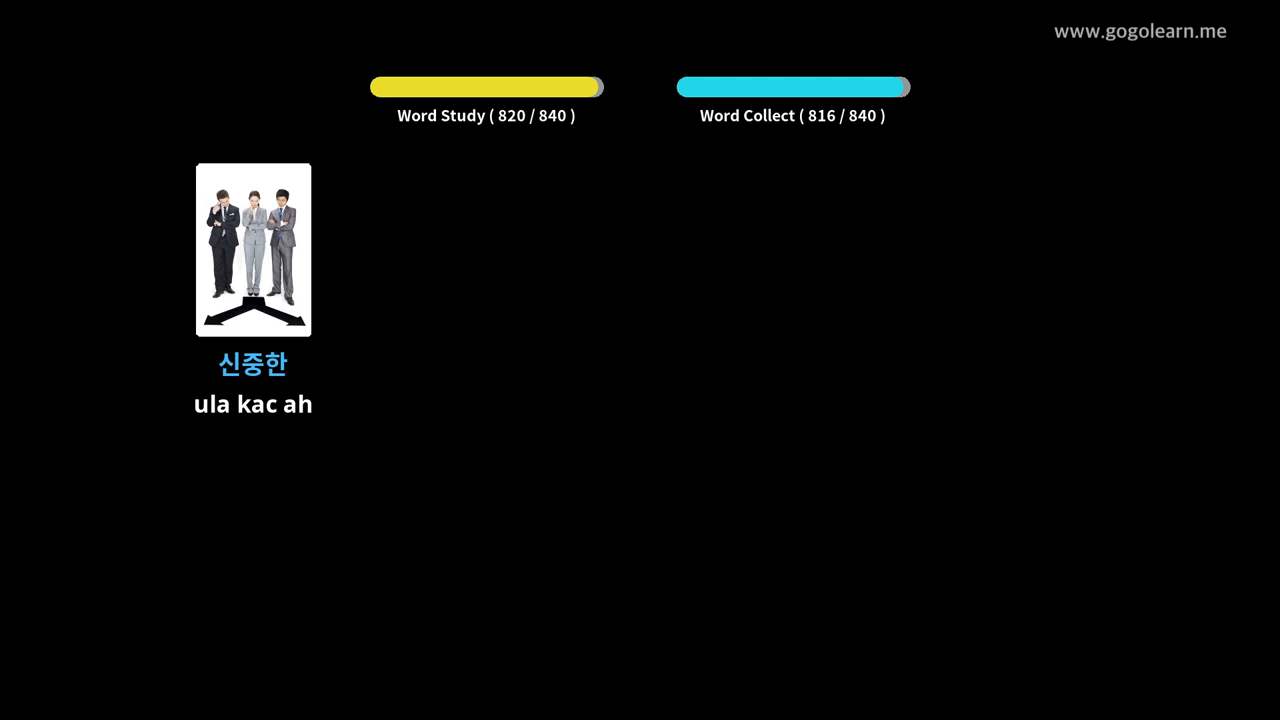 www.gogolearn.me
Word Study ( 820 / 840 )
Word Collect ( 816 / 840 )
신중한
ula kac ah